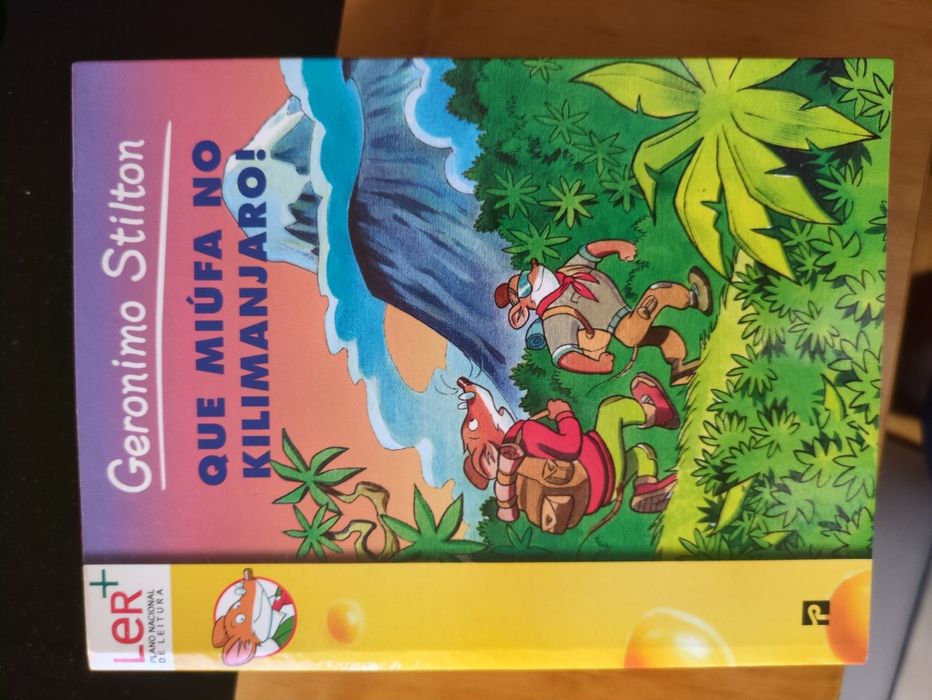 LER+
PLANO NACIONAL
DE LEITURA
Geronimo Stilton
QUE MIÚFA NO
KILIMANJARO!
P